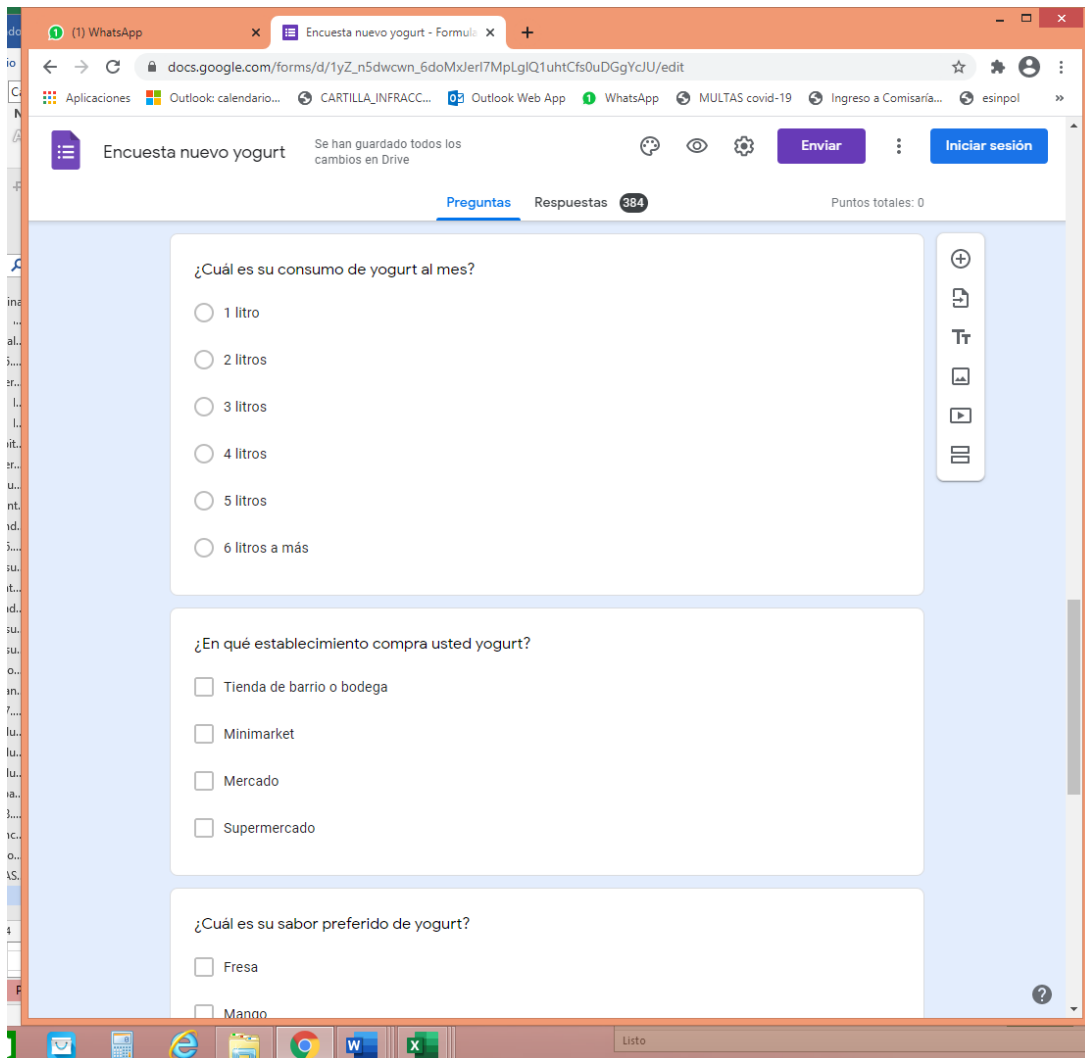 (1) WhatsApp
Encuesta nuevo yogurt - Formula
docs.google.com/forms/d/1yZ_n5dwcwn_6doMxJerI7MpLglQ1uhtCfs0uDGgYcJU/edit
Aplicaciones Outlook: calendario... CARTILLA_INFRACC... Outlook Web App WhatsApp MULTAS covid-19 Ingreso a Comisaría... esinpol »
Encuesta nuevo yogurt
Se han guardado todos los
cambios en Drive
Enviar
Iniciar sesión
Preguntas Respuestas 384
Puntos totales: 0
¿Cuál es su consumo de yogurt al mes?
1 litro
2 litros
3 litros
4 litros
5 litros
6 litros a más
¿En qué establecimiento compra usted yogurt?
Tienda de barrio o bodega
Minimarket
Mercado
Supermercado
¿Cuál es su sabor preferido de yogurt?
Fresa
Mango
Listo